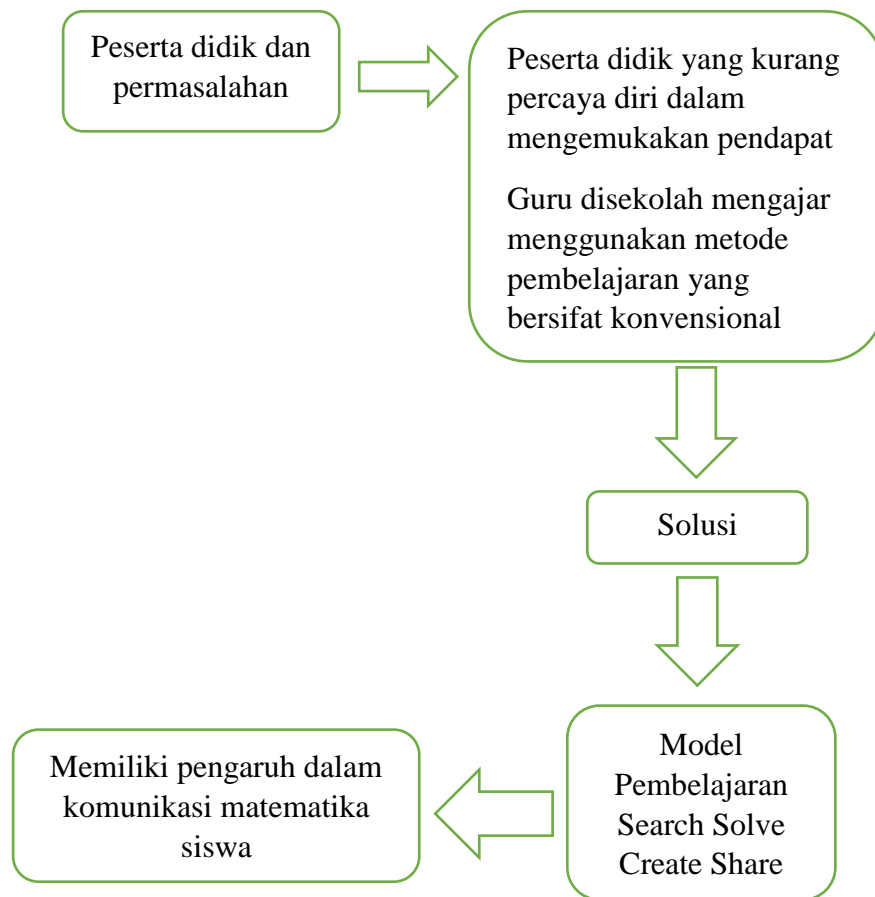 Peserta didik dan
permasalahan
Peserta didik yang kurang
percaya diri dalam
mengemukakan pendapat
Guru disekolah mengajar
menggunakan metode
pembelajaran yang
bersifat konvensional
Solusi
Model
Pembelajaran
Search Solve
Create Share
Memiliki pengaruh dalam
komunikasi matematika
siswa